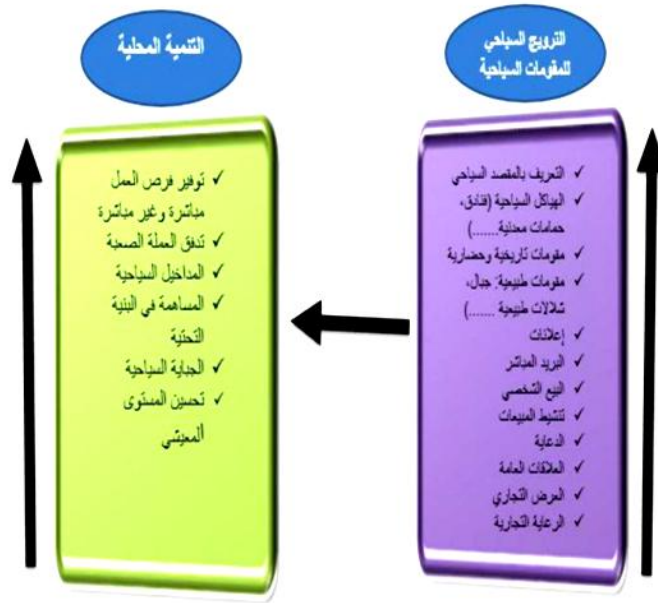 الترويج السياحي
للمقومات السياحية
✓ التعريف بالمقصد السياحي
✓ الهياكل السياحية (فنادق،
حمامات معدنية .......)
✓ مقومات تاريخية وحضارية
✓ مقومات طبيعية: جبال،
شلالات طبيعية .......)
✓ إعلانات
✓ البريد المباشر
✓ البيع الشخصي
✓ تنشيط المبيعات
✓ الدعاية
✓ العلاقات العامة
✓ العرض التجاري
✓ الرعاية التجارية
التنمية المحلية
✓ توفير فرص العمل
مباشرة وغير مباشرة
✓ تدفق العملة الصعبة
✓ المداخيل السياحية
✓ المساهمة في البنية
التحتية
✓ الجباية السياحية
✓ تحسين المستوى
ألمعيشي